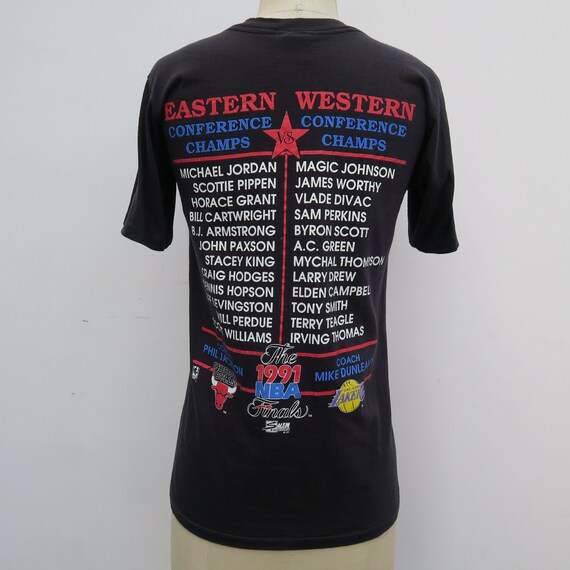 EASTERN WESTERN
VS
CONFERENCE CHAMPS
CONFERENCE CHAMPS
MICHAEL JORDAN
SCOTTIE PIPPEN
HORACE GRANT
BILL CARTWRIGHT
B.J. ARMSTRONG
JOHN PAXSON
STACEY KING
CRAIG HODGES
DENNIS HOPSON
LEVINGSTON
WILL PERDUE
WILLIAMS
MAGIC JOHNSON
JAMES WORTHY
VLADE DIVAC
SAM PERKINS
BYRON SCOTT
A.C. GREEN
MYCHAL THOMPSON
LARRY DREW
ELDEN CAMPBELL
TONY SMITH
TERRY TEAGLE
IRVING THOMAS
PHIL JACKSON
COACH
MIKE DUNLEAVY
The
1991
NBA
Finals
LAKERS
SALEM